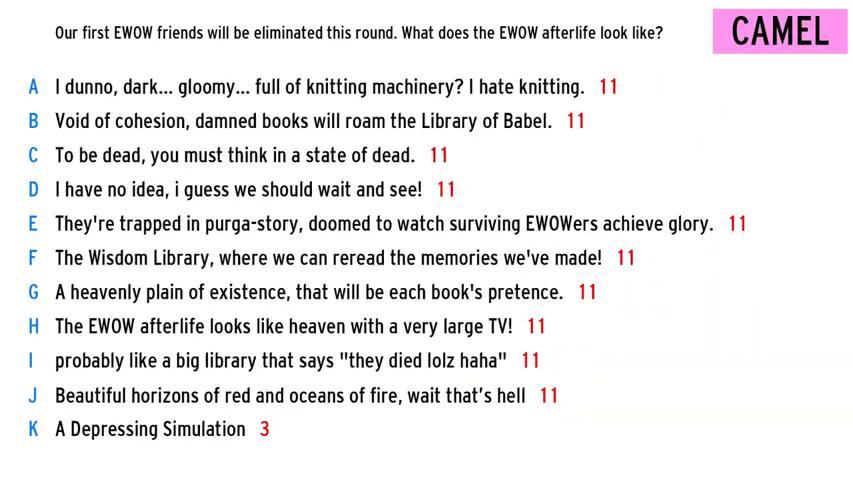 Our first EWOW friends will be eliminated this round. What does the EWOW afterlife look like?
CAMEL
A I dunno, dark... gloomy... full of knitting machinery? I hate knitting. 11
B Void of cohesion, damned books will roam the Library of Babel. 11
C To be dead, you must think in a state of dead. 11
D I have no idea, i guess we should wait and see! 11
E They're trapped in purga-story, doomed to watch surviving EWOWers achieve glory. 11
F The Wisdom Library, where we can reread the memories we've made! 11
G A heavenly plain of existence, that will be each book's pretence. 11
H The EWOW afterlife looks like heaven with a very large TV! 11
I probably like a big library that says "they died lolz haha" 11
J Beautiful horizons of red and oceans of fire, wait that’s hell 11
K A Depressing Simulation 3